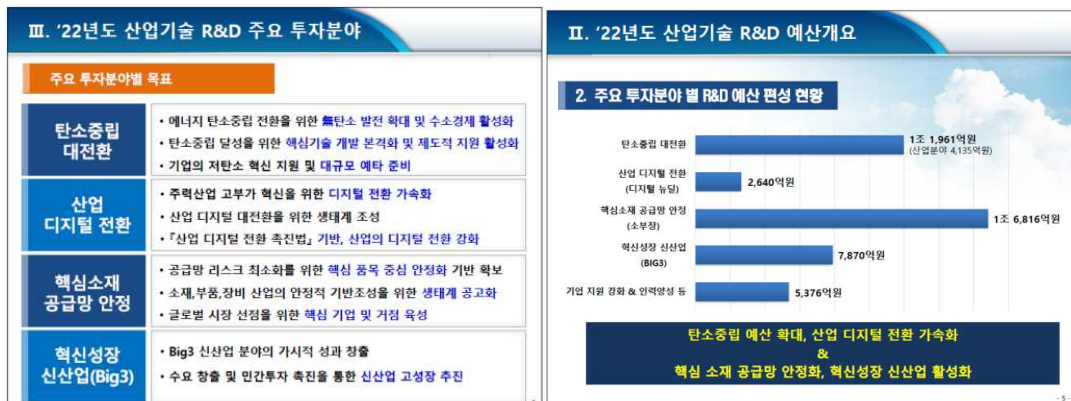 Ⅲ. ‘22년도 산업기술 R&D 주요 투자분야
주요 투자분야별 목표
탄소중립
대전환
• 에너지 탄소중립 전환을 위한 無탄소 발전 확대 및 수소경제 활성화
• 탄소중립 달성을 위한 핵심기술 개발 본격화 및 제도적 지원 활성화
• 기업의 저탄소 혁신 지원 및 대규모 예타 준비
산업
디지털 전환
• 주력산업 고부가 혁신을 위한 디지털 전환 가속화
• 산업 디지털 대전환을 위한 생태계 조성
• 『산업 디지털 전환 촉진법』 기반, 산업의 디지털 전환 강화
핵심소재
공급망 안정
• 공급망 리스크 최소화를 위한 핵심 품목 중심 안정화 기반 확보
• 소재,부품,장비 산업의 안정적 기반조성을 위한 생태계 공고화
• 글로벌 시장 선점을 위한 핵심 기업 및 거점 육성
혁신성장
신산업(Big3)
• Big3 신산업 분야의 가시적 성과 창출
• 수요 창출 및 민간투자 촉진을 통한 신산업 고성장 추진
Ⅱ. ‘22년도 산업기술 R&D 예산개요
2. 주요 투자분야 별 R&D 예산 편성 현황
탄소중립 대전환
1조 1,961억원
(산업분야 4,135억원)
산업 디지털 전환
(디지털 뉴딜)
2,640억원
핵심소재 공급망 안정
(소부장)
1조 6,816억원
혁신성장 신산업
(BIG3)
7,870억원
기업 지원 강화 & 인력양성 등
5,376억원
탄소중립 예산 확대, 산업 디지털 전환 가속화
&
핵심 소재 공급망 안정화, 혁신성장 신산업 활성화
- 5 -